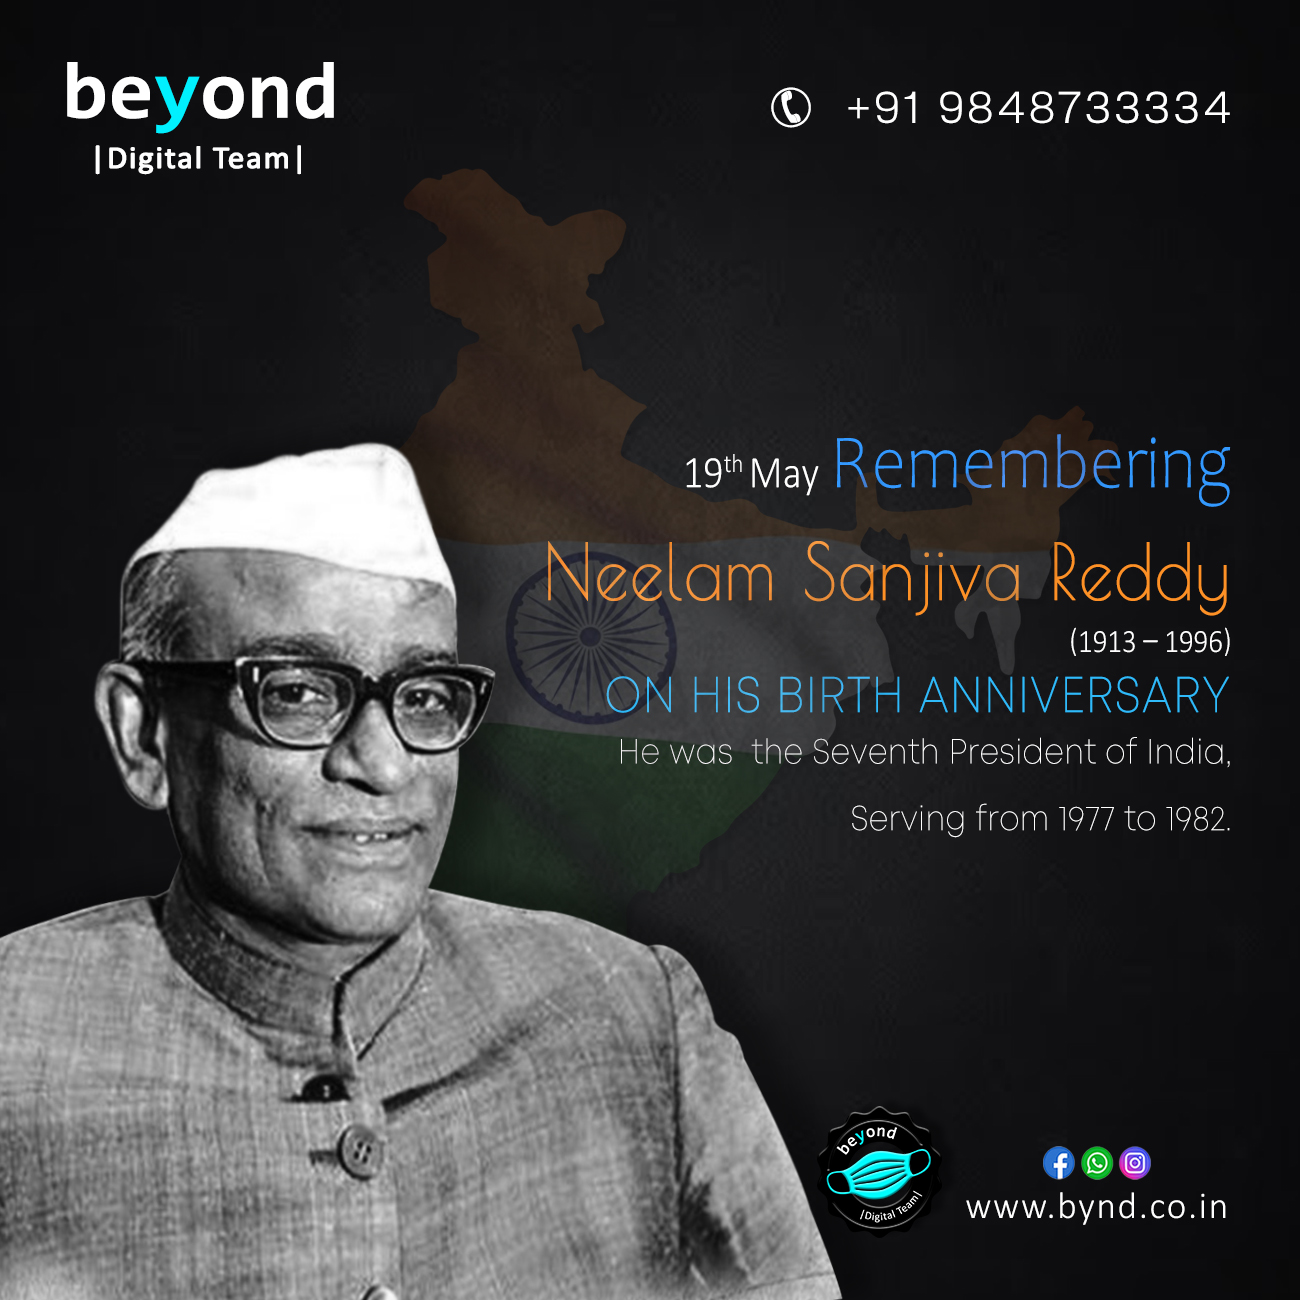 beyond
|Digital Team|
+91 9848733334
19th May Remembering
Neelam Sanjiva Reddy
(1913 – 1996)
ON HIS BIRTH ANNIVERSARY
He was the Seventh President of India,
Serving from 1977 to 1982.
beyond
|Digital Team|
www.bynd.co.in